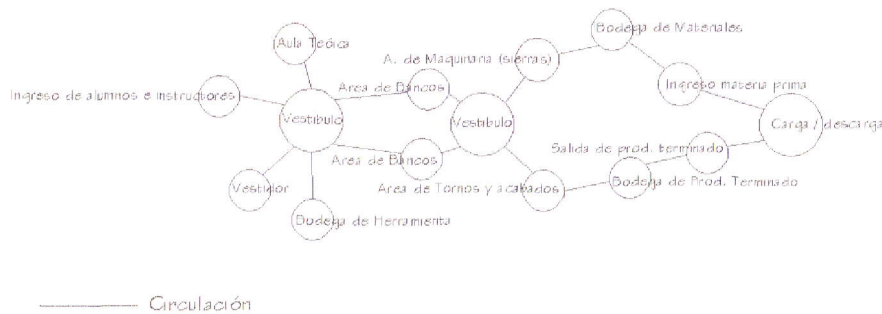 Bodega de Materiales
Aula Teórica
A. de Maquinaria (sierras)
Area de Bancos
Ingreso materia prima
Ingreso de alumnos e instructores
Vestibulo
Vestibulo
Carga / descarga
Salida de prod. terminado
Area de Bancos
Vestidor
Area de Tornos y acabados
Bodega de Prod. Terminado
Bodega de Herramienta
Circulación